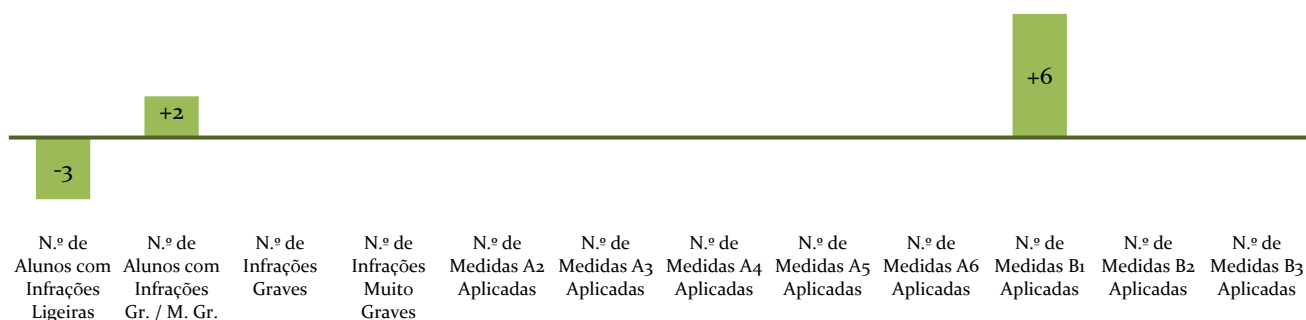 +6
+2
-3
N.º de
Alunos com
Infrações
Ligeiras
N.º de
Alunos com
Infrações
Gr. / M. Gr.
N.º de
Infrações
Graves
N.º de
Infrações
Muito
Graves
N.º de
Medidas A2
Aplicadas
N.º de
Medidas A3
Aplicadas
N.º de
Medidas A4
Aplicadas
N.º de
Medidas A5
Aplicadas
N.º de
Medidas A6
Aplicadas
N.º de
Medidas B1
Aplicadas
N.º de
Medidas B2
Aplicadas
N.º de
Medidas B3
Aplicadas